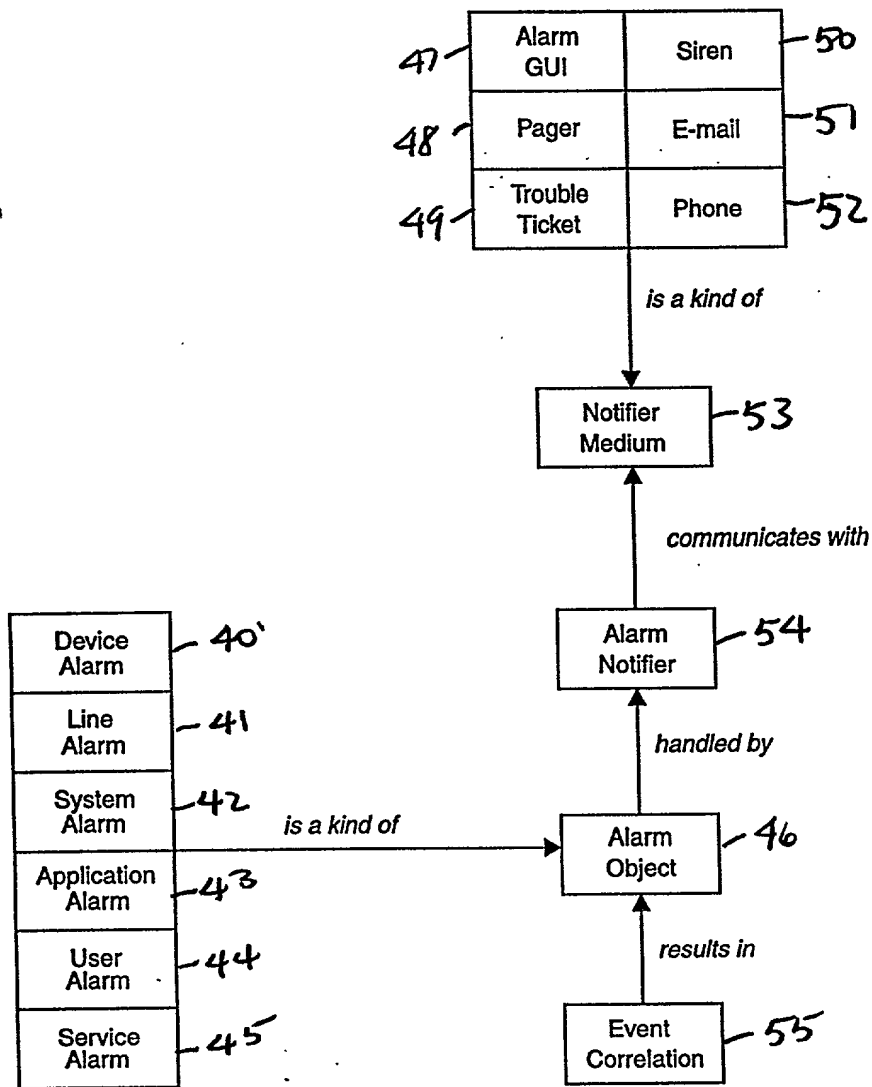 47
Alarm
GUI
Siren
50
48
Pager
E-mail
51
49
Trouble
Ticket
Phone
52
is a kind of
Notifier
Medium
53
communicates with
Device
Alarm
40'
Alarm
Notifier
54
Line
Alarm
41
handled by
System
Alarm
42
is a kind of
Alarm
Object
46
Application
Alarm
43
User
Alarm
44
results in
Service
Alarm
45
Event
Correlation
55